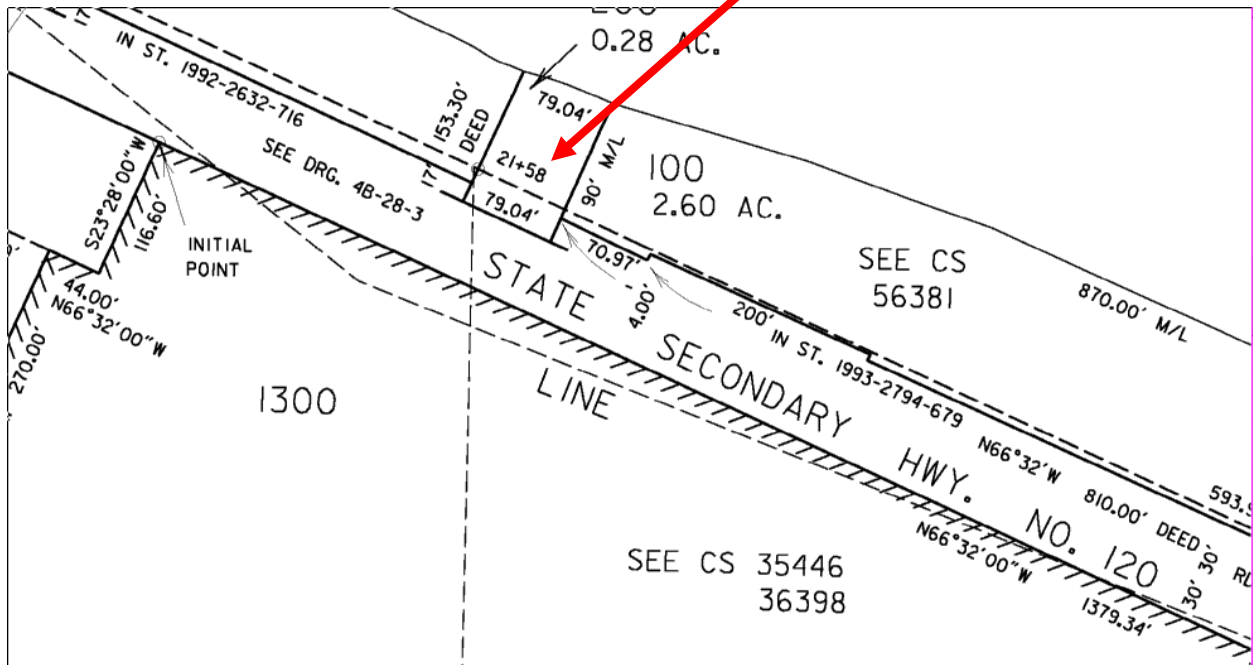 0.28 AC.
17'
IN ST. 1992-2632-716
153.30'
DEED
79.04'
21+58
90' M/L
100
2.60 AC.
SEE DRG. 4B-28-3
17'
79.04'
S23°28'00"W
116.60'
INITIAL
POINT
70.97'
4.00'
SEE CS
56381
870.00' M/L
44.00'
N66°32'00"W
270.00'
200' IN ST. 1993-2794-679
STATE SECONDARY HWY. NO. 120
1300
LINE
N66°32'W
810.00' DEED
30'
30'
N66°32'00"W
SEE CS 35446
36398
1379.34'